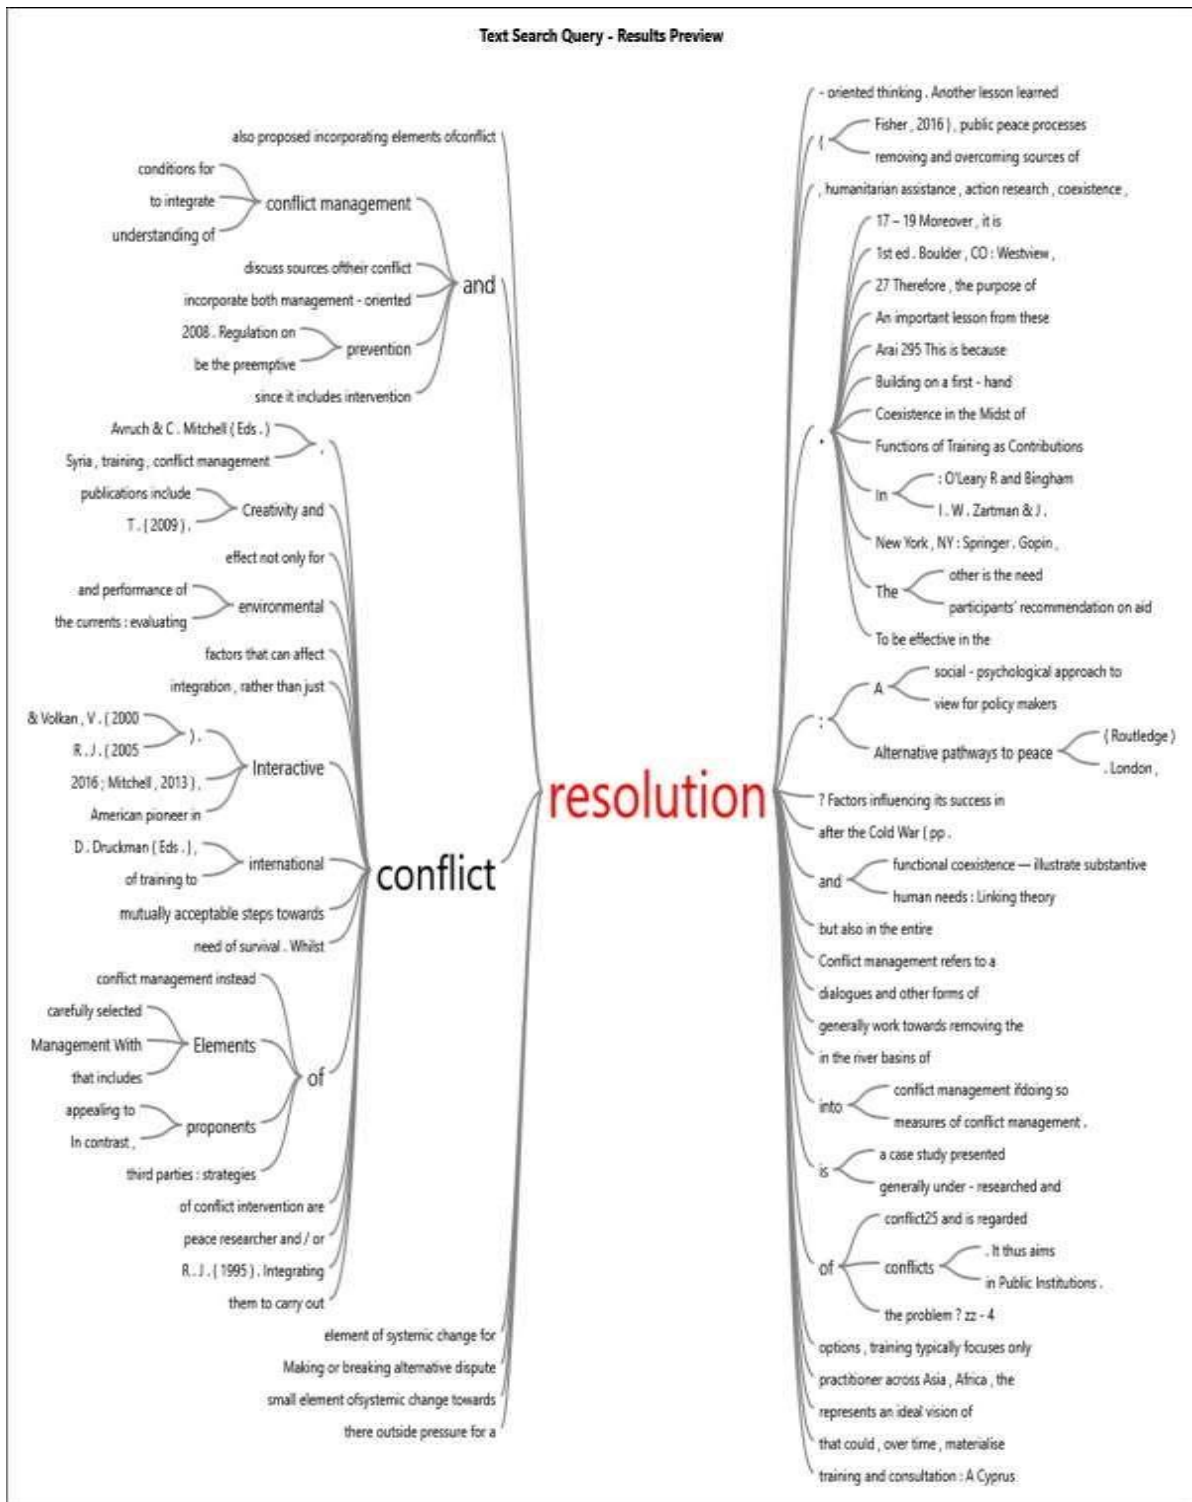 Text Search Query - Results Preview
also proposed incorporating elements ofconflict
conditions for
to integrate
understanding of
conflict management
discuss sources oftheir conflict
incorporate both management - oriented
2008 . Regulation on
be the preemptive
prevention
since it includes intervention
and
Avruch & C . Mitchell ( Eds . )
Syria , training , conflict management
,
publications include
T . ( 2009 ) .
Creativity and
effect not only for
and performance of
the currents : evaluating
environmental
factors that can affect
integration , rather than just
& Volkan , V . ( 2000
R . J . ( 2005
) .
2016 ; Mitchell , 2013 ) ,
American pioneer in
Interactive
D . Druckman ( Eds . ) ,
of training to
international
mutually acceptable steps towards
need of survival . Whilst
conflict management instead
carefully selected
Management With
that includes
Elements
appealing to
In contrast ,
proponents
third parties : strategies
of
of conflict intervention are
peace researcher and / or
R . J . ( 1995 ) . Integrating
them to carry out
conflict
element of systemic change for
Making or breaking alternative dispute
small element ofsystemic change towards
there outside pressure for a
resolution
- oriented thinking . Another lesson learned
(
Fisher , 2016 ) , public peace processes
removing and overcoming sources of
, humanitarian assistance , action research , coexistence ,
.
17 – 19 Moreover , it is
1st ed . Boulder , CO : Westview ,
27 Therefore , the purpose of
An important lesson from these
Arai 295 This is because
Building on a first - hand
Coexistence in the Midst of
Functions of Training as Contributions
In
: O'Leary R and Bingham
I . W . Zartman & J .
New York , NY : Springer . Gopin ,
The
other is the need
participants' recommendation on aid
To be effective in the
:
A
social - psychological approach to
view for policy makers
Alternative pathways to peace
( Routledge )
. London ,
? Factors influencing its success in
after the Cold War ( pp .
and
functional coexistence — illustrate substantive
human needs : Linking theory
but also in the entire
Conflict management refers to a
dialogues and other forms of
generally work towards removing the
in the river basins of
into
conflict management ifdoing so
measures of conflict management .
is
a case study presented
generally under - researched and
of
conflict25 and is regarded
conflicts
. It thus aims
in Public Institutions .
the problem ? zz - 4
options , training typically focuses only
practitioner across Asia , Africa , the
represents an ideal vision of
that could , over time , materialise
training and consultation : A Cyprus